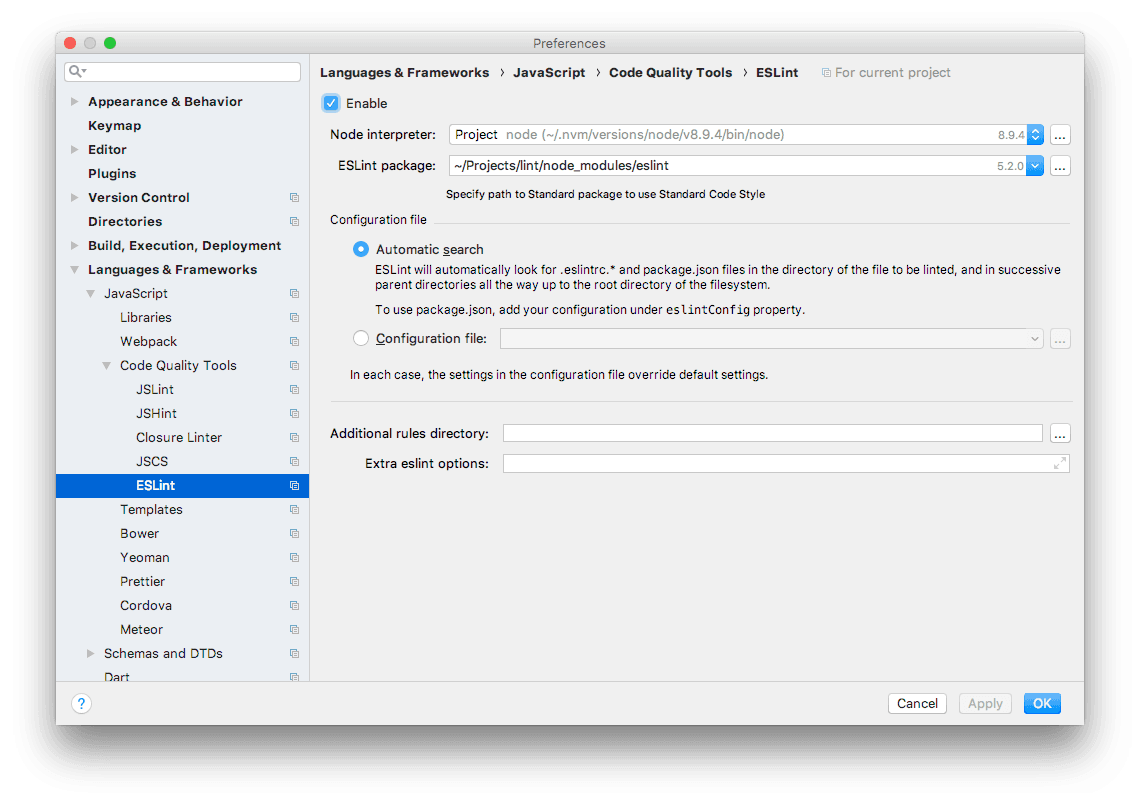 Preferences
Appearance & Behavior
Keymap
Editor
Plugins
Version Control
Directories
Build, Execution, Deployment
Languages & Frameworks
JavaScript
Libraries
Webpack
Code Quality Tools
JSLint
JSHint
Closure Linter
JSCS
ESLint
Templates
Bower
Yeoman
Prettier
Cordova
Meteor
Schemas and DTDs
Dart
Languages & Frameworks › JavaScript › Code Quality Tools › ESLint For current project
Enable
Node interpreter: Project node (~/.nvm/versions/node/v8.9.4/bin/node) 8.9.4 ...
ESLint package: ~/Projects/lint/node_modules/eslint 5.2.0 ...
Specify path to Standard package to use Standard Code Style
Configuration file
Automatic search
ESLint will automatically look for .eslintrc.* and package.json files in the directory of the file to be linted, and in successive
parent directories all the way up to the root directory of the filesystem.
To use package.json, add your configuration under eslintConfig property.
Configuration file: ...
In each case, the settings in the configuration file override default settings.
Additional rules directory: ...
Extra eslint options:
? Cancel Apply OK